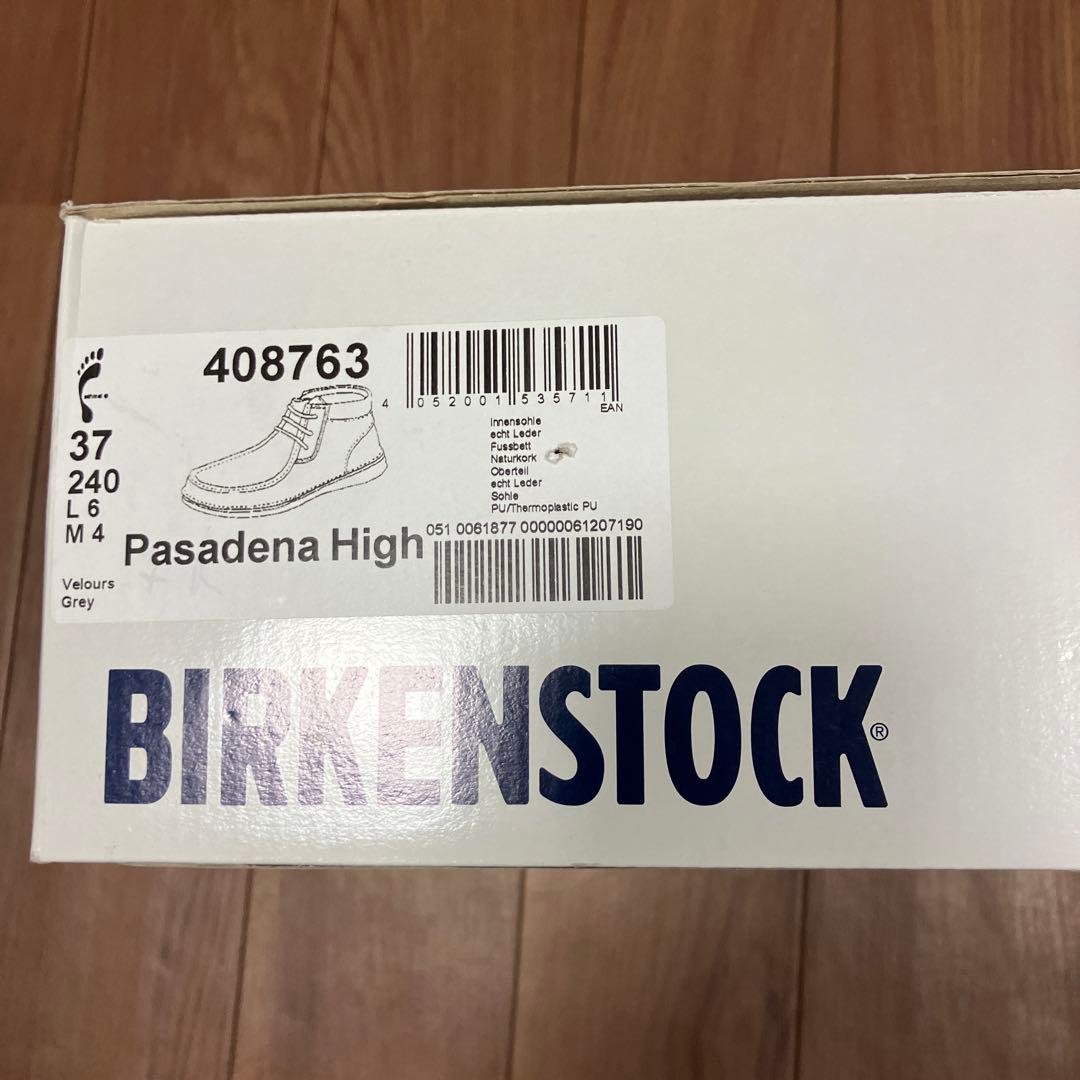 408763
4 052001 535711
EAN
37
240
L 6
M 4
Innensohle
echt Leder
Fussbett
Naturkork
Oberteil
echt Leder
Sohle
PU/Thermoplastic PU
Pasadena High
051 0061877 00000061207190
Velours
Grey
BIRKENSTOCK®